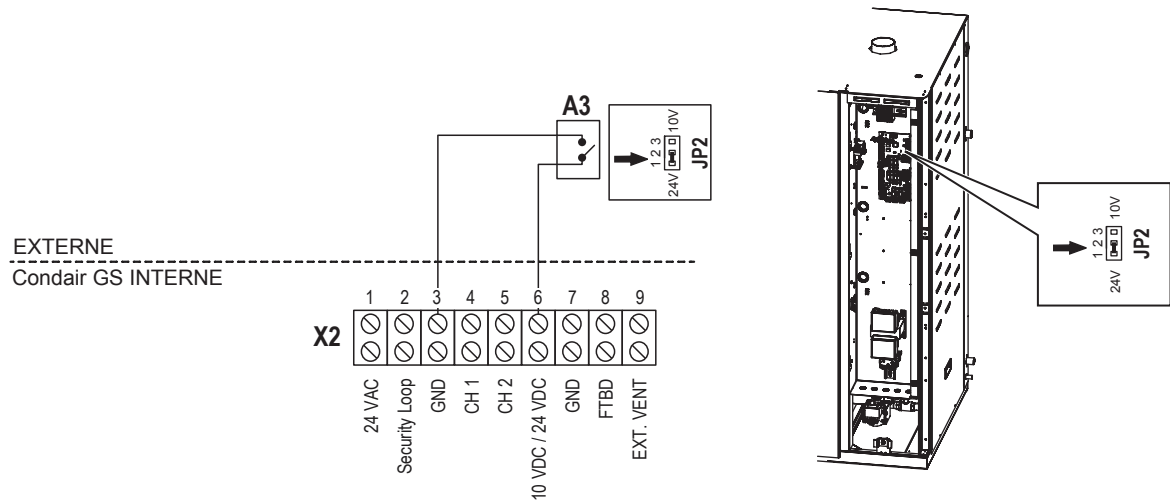 A3
1 2 3
10V
24V
JP2
EXTERNE
Condair GS INTERNE
X2
1 2 3 4 5 6 7 8 9
24 VAC
Security Loop
GND
CH 1
CH 2
10 VDC / 24 VDC
GND
FTBD
EXT. VENT
1 2 3
10V
24V
JP2